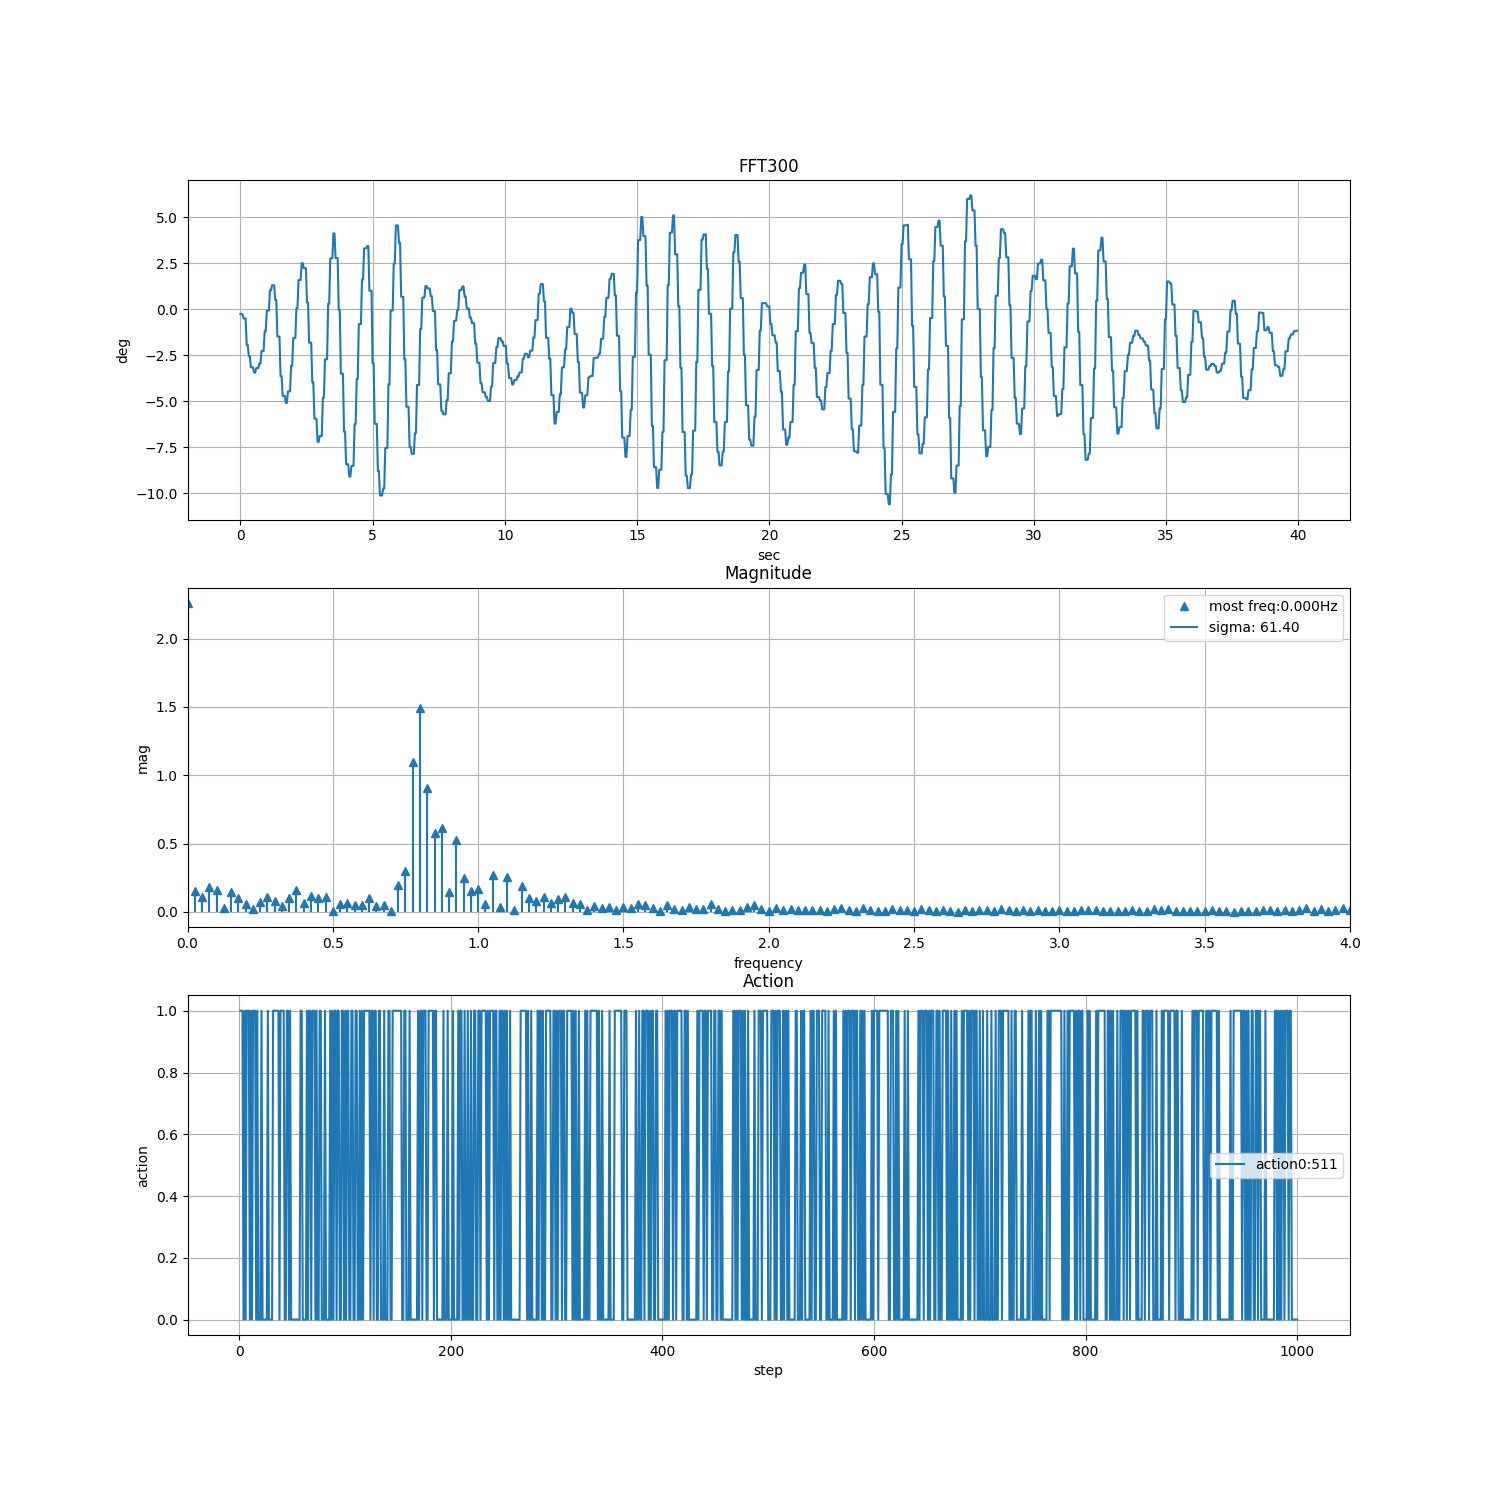 FFT300
5.0
2.5
0.0
−2.5
−5.0
−7.5
−10.0
deg
0 5 10 15 20 25 30 35 40
sec
Magnitude
most freq:0.000Hz
sigma: 61.40
2.0
1.5
1.0
0.5
0.0
mag
0.0 0.5 1.0 1.5 2.0 2.5 3.0 3.5 4.0
frequency
Action
1.0
0.8
0.6
0.4
0.2
0.0
action
action0:511
0 200 400 600 800 1000
step